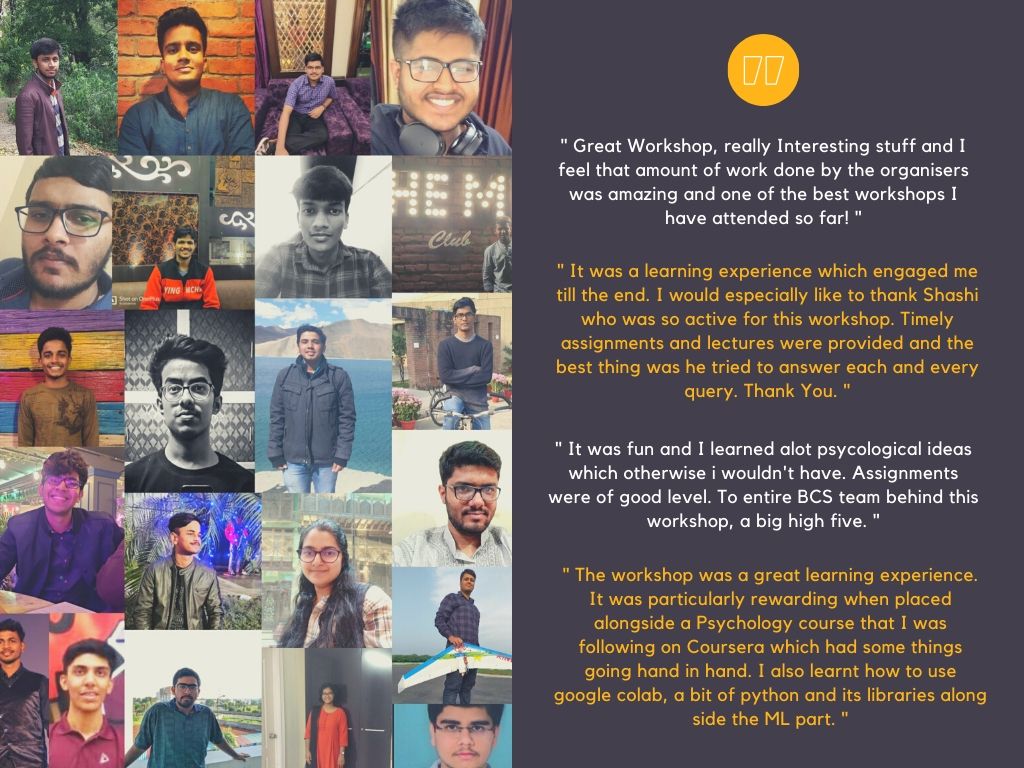 HEM
Club
Shot on OnePlus
YING MACH
" Great Workshop, really Interesting stuff and I
feel that amount of work done by the organisers
was amazing and one of the best workshops I
have attended so far! "
" It was a learning experience which engaged me
till the end. I would especially like to thank Shashi
who was so active for this workshop. Timely
assignments and lectures were provided and the
best thing was he tried to answer each and every
query. Thank You. "
" It was fun and I learned alot psycological ideas
which otherwise i wouldn't have. Assignments
were of good level. To entire BCS team behind this
workshop, a big high five. "
" The workshop was a great learning experience.
It was particularly rewarding when placed
alongside a Psychology course that I was
following on Coursera which had some things
going hand in hand. I also learnt how to use
google colab, a bit of python and its libraries along
side the ML part. "